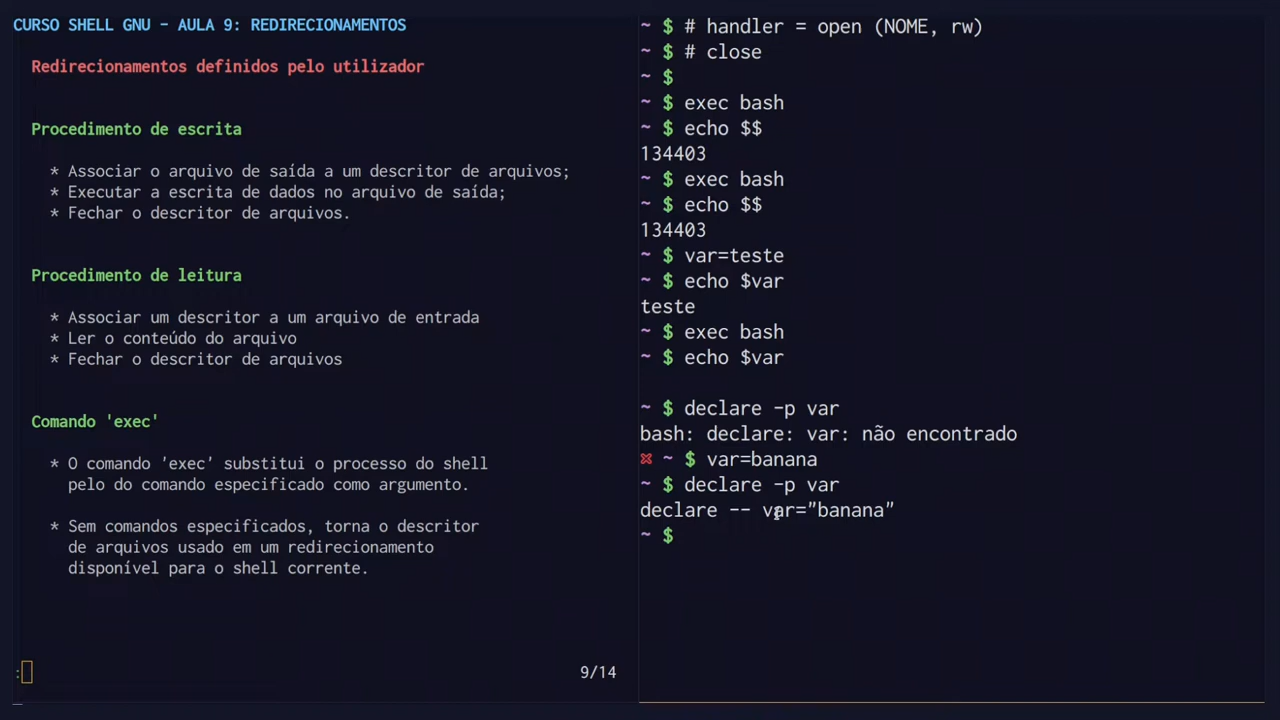 CURSO SHELL GNU - AULA 9: REDIRECIONAMENTOS
Redirecionamentos definidos pelo utilizador
Procedimento de escrita
* Associar o arquivo de saída a um descritor de arquivos;
* Executar a escrita de dados no arquivo de saída;
* Fechar o descritor de arquivos.
Procedimento de leitura
* Associar um descritor a um arquivo de entrada
* Ler o conteúdo do arquivo
* Fechar o descritor de arquivos
Comando 'exec'
* O comando 'exec' substitui o processo do shell
pelo do comando especificado como argumento.
* Sem comandos especificados, torna o descritor
de arquivos usado em um redirecionamento
disponível para o shell corrente.
:
9/14
~ $ # handler = open (NOME, rw)
~ $ # close
~ $
~ $ exec bash
~ $ echo $$
134403
~ $ exec bash
~ $ echo $$
134403
~ $ var=teste
~ $ echo $var
teste
~ $ exec bash
~ $ echo $var
~ $ declare -p var
bash: declare: var: não encontrado
✖ ~ $ var=banana
~ $ declare -p var
declare -- var="banana"
~ $